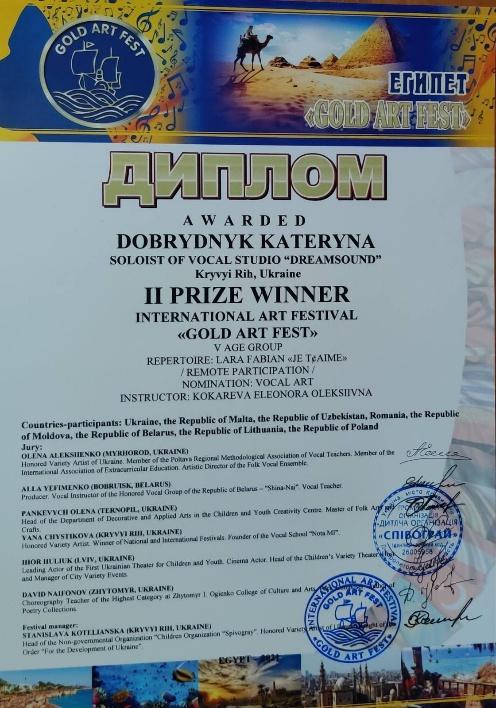 GOLD ART FEST
ЕГИПЕТ
«GOLD ART FEST»
ДИПЛОМ
AWARDED
DOBRYDNYK KATERYNA
SOLOIST OF VOCAL STUDIO “DREAMSOUND”
Kryvyi Rih, Ukraine
II PRIZE WINNER
INTERNATIONAL ART FESTIVAL
«GOLD ART FEST»
V AGE GROUP
REPERTOIRE: LARA FABIAN «JE T¢AIME»
/ REMOTE PARTICIPATION /
NOMINATION: VOCAL ART
INSTRUCTOR: KOKAREVA ELEONORA OLEKSIIVNA
Countries-participants: Ukraine, the Republic of Malta, the Republic of Uzbekistan, Romania, the Republic
of Moldova, the Republic of Belarus, the Republic of Lithuania, the Republic of Poland
Jury:
OLENA ALEKSIIENKO (MYRHOROD, UKRAINE)
Honored Variety Artist of Ukraine. Member of the Poltava Regional Methodological Association of Vocal Teachers. Member of the
International Association of Extracurricular Education. Artistic Director of the Folk Vocal Ensemble.
ALLA YEFIMENKO (BOBRUISK, BELARUS)
Producer. Vocal Instructor of the Honored Vocal Group of the Republic of Belarus – "Shina-Nai". Vocal Teacher.
PANKEVYCH OLENA (TERNOPIL, UKRAINE)
Head of the Department of Decorative and Applied Arts in the Children and Youth Creativity Centre. Master of Folk
Crafts.
YANA CHYSTIKOVA (KRYVYI RIH, UKRAINE)
Honored Variety Artist. Winner of National and International Festivals. Founder of the Vocal School "Nota MI".
IHOR HULIUK (LVIV, UKRAINE)
Leading Actor of the First Ukrainian Theater for Children and Youth. Cinema Actor. Head of the Children's Variety Theater
and Manager of City Variety Events.
DAVID NAIFONOV (ZHYTOMYR, UKRAINE)
Choreography Teacher of the Highest Category at Zhytomyr I. Ogienko College of Culture and Arts
Poetry Collections.
Festival manager:
STANISLAVA KOTELIANSKA (KRYVYI RIH, UKRAINE)
Head of the Non-governmental Organization "Children Organization "Spivogray". Honored
Order "For the Development of Ukraine".
ДИТЯЧА ОРГАНІЗАЦІЯ
«СПІВОГРАЙ»
INTERNATIONAL ART FESTIVAL
GOLD ART FEST
GOLD ART FEST
EGYPT - 2021